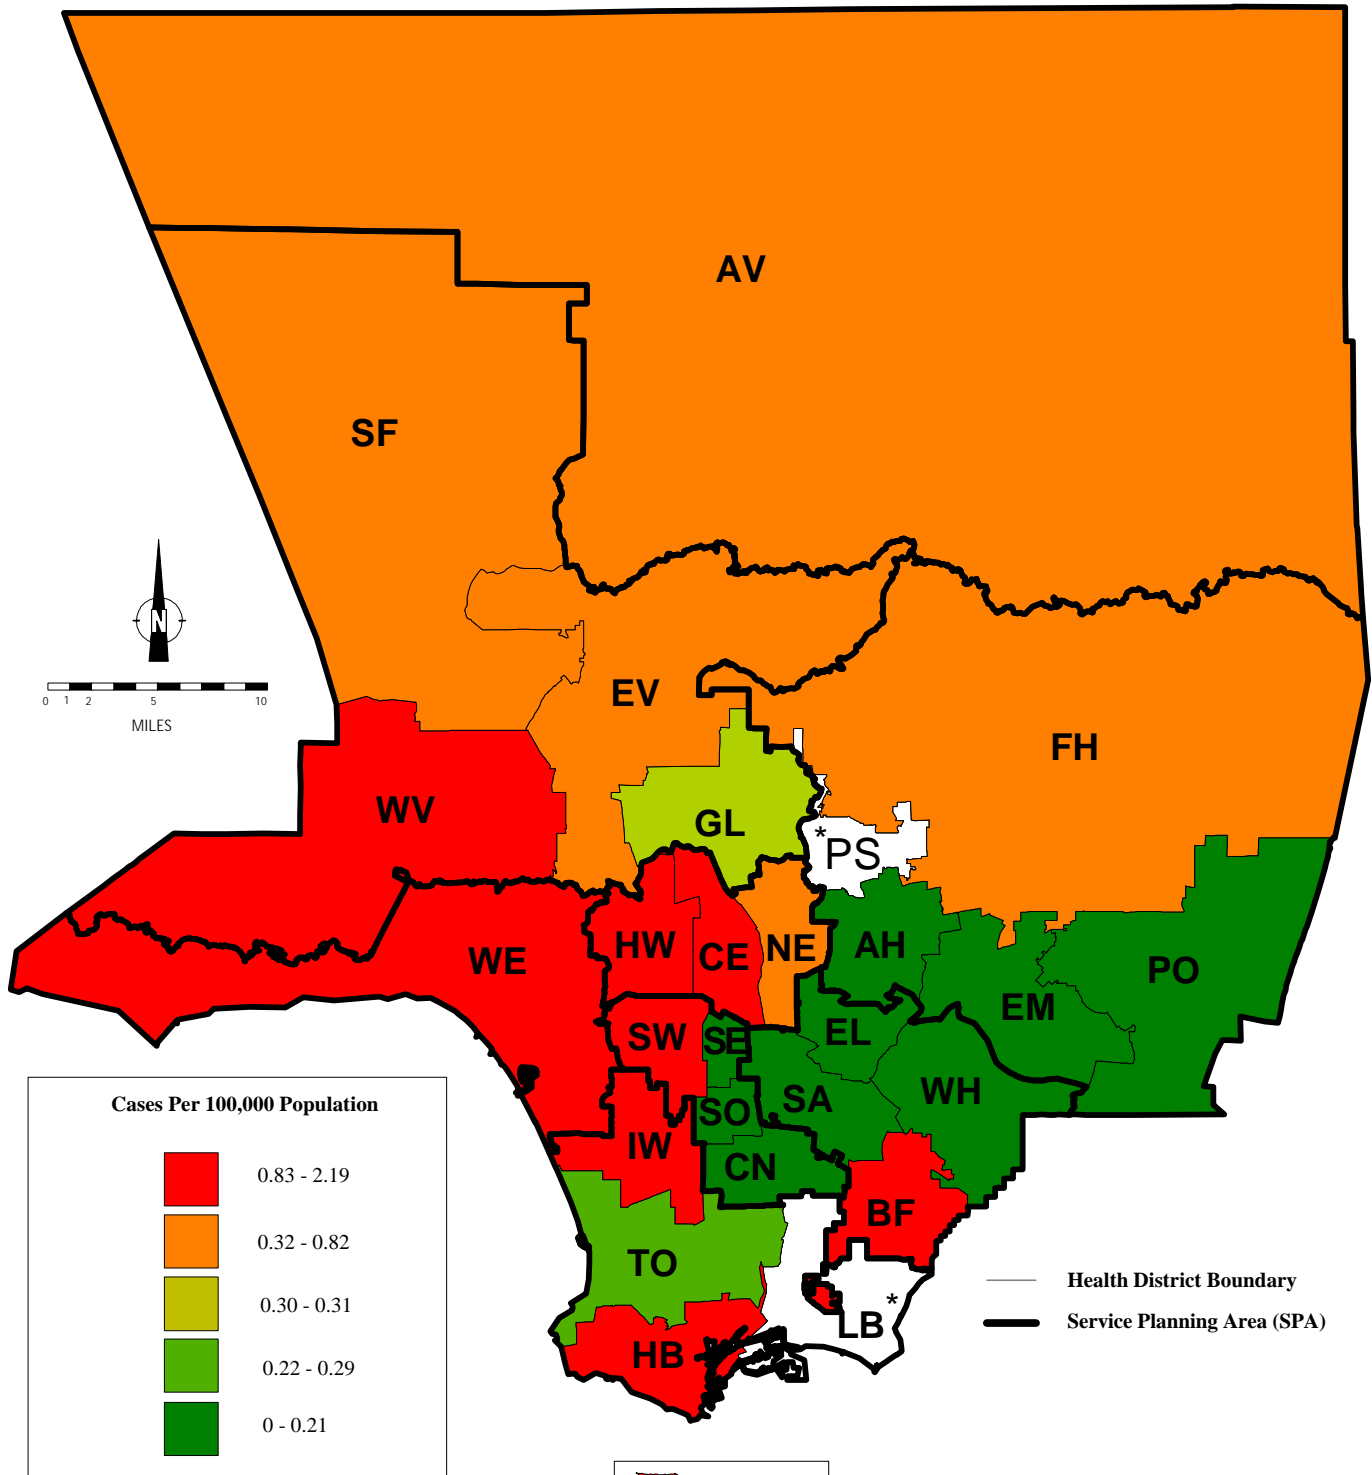 AV
SF
N
0 1 2 5 10
MILES
EV
FH
WV
GL
*PS
HW
CE
NE
AH
WE
PO
EM
SW
SE
EL
SA
WH
SO
IW
CN
BF
TO
LB*
HB
Cases Per 100,000 Population
0.83 - 2.19
0.32 - 0.82
0.30 - 0.31
0.22 - 0.29
0 - 0.21
Health District Boundary
Service Planning Area (SPA)